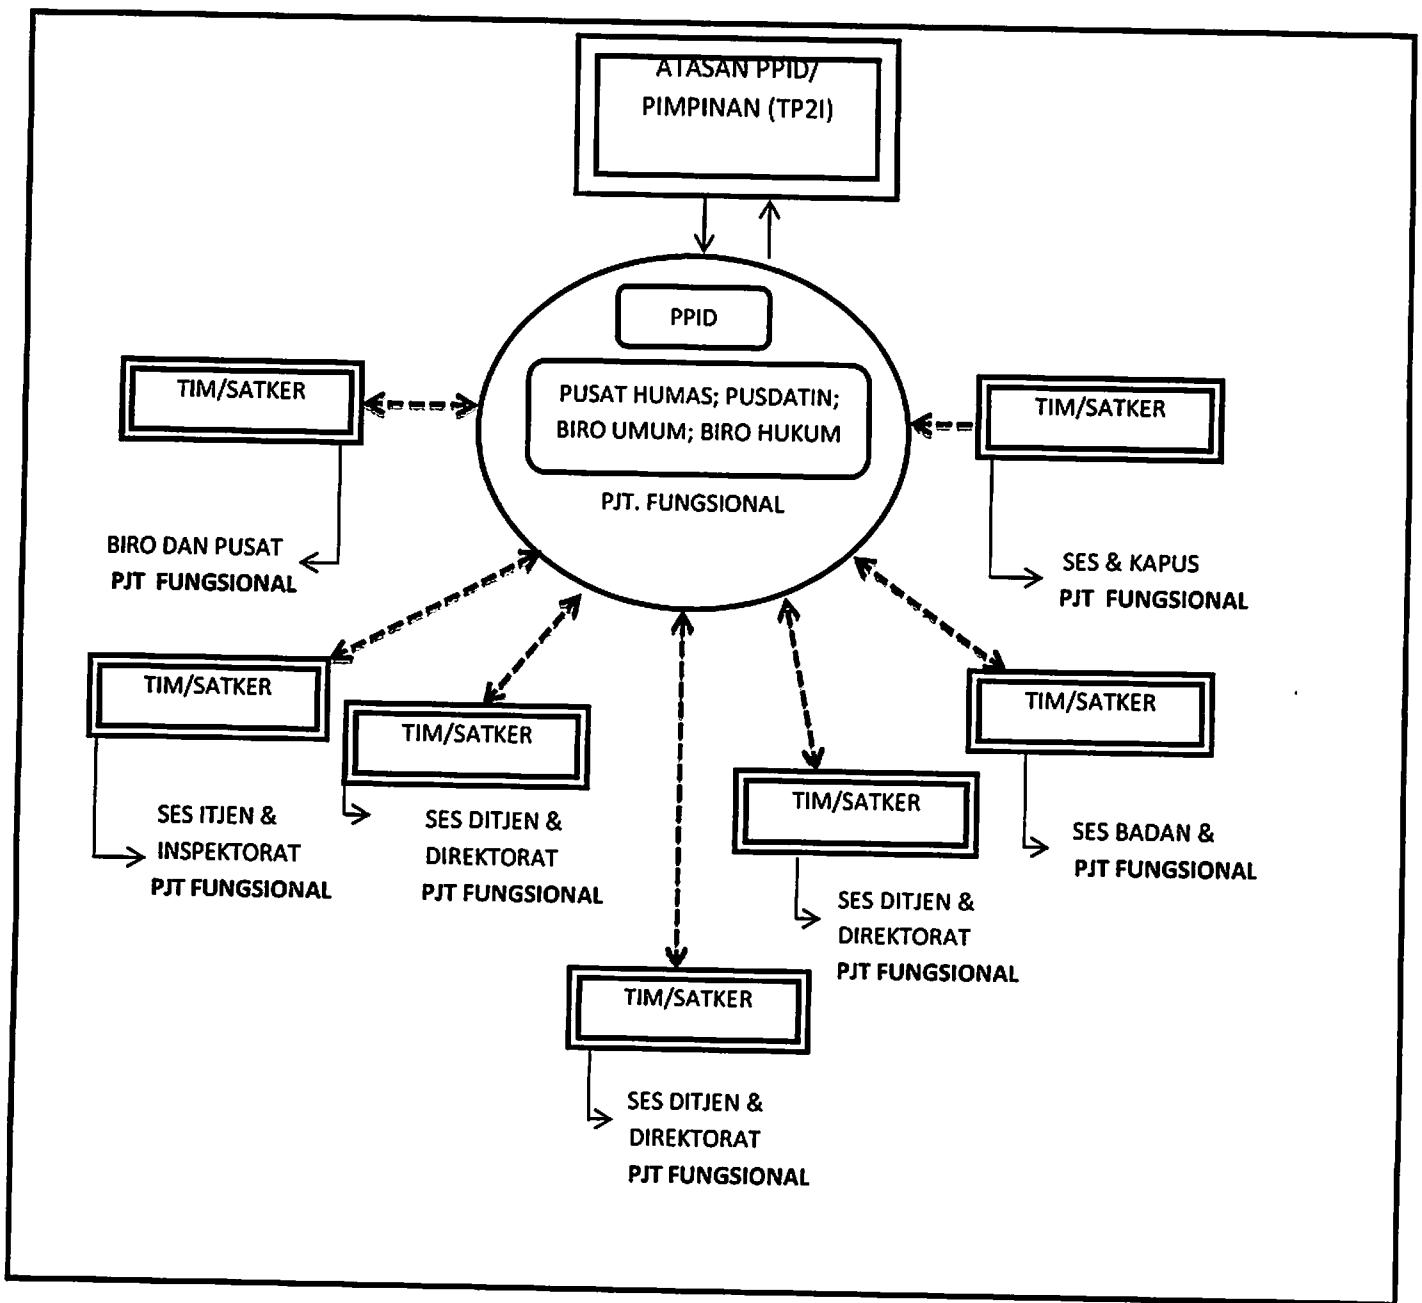 ATASAN PPID/
PIMPINAN (TP2I)
PPID
PUSAT HUMAS; PUSDATIN;
BIRO UMUM; BIRO HUKUM
PJT. FUNGSIONAL
TIM/SATKER
BIRO DAN PUSAT
PJT FUNGSIONAL
TIM/SATKER
SES & KAPUS
PJT FUNGSIONAL
TIM/SATKER
SES ITJEN &
INSPEKTORAT
PJT FUNGSIONAL
TIM/SATKER
SES DITJEN &
DIREKTORAT
PJT FUNGSIONAL
TIM/SATKER
SES DITJEN &
DIREKTORAT
PJT FUNGSIONAL
TIM/SATKER
SES DITJEN &
DIREKTORAT
PJT FUNGSIONAL
TIM/SATKER
SES BADAN &
PJT FUNGSIONAL